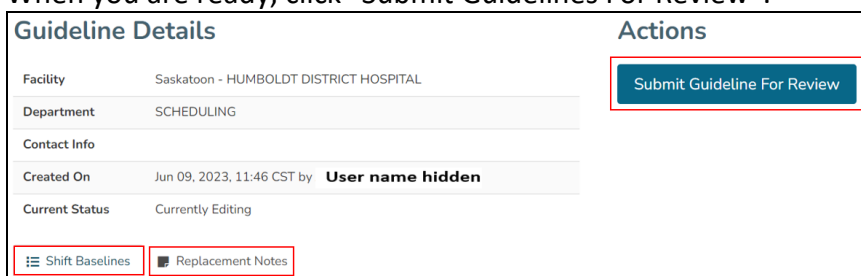 When you are ready, click "Submit Guidelines For Review".
Guideline Details
Actions
Facility Saskatoon - HUMBOLDT DISTRICT HOSPITAL
Submit Guideline For Review
Department SCHEDULING
Contact Info
Created On Jun 09, 2023, 11:46 CST by User name hidden
Current Status Currently Editing
Shift Baselines Replacement Notes